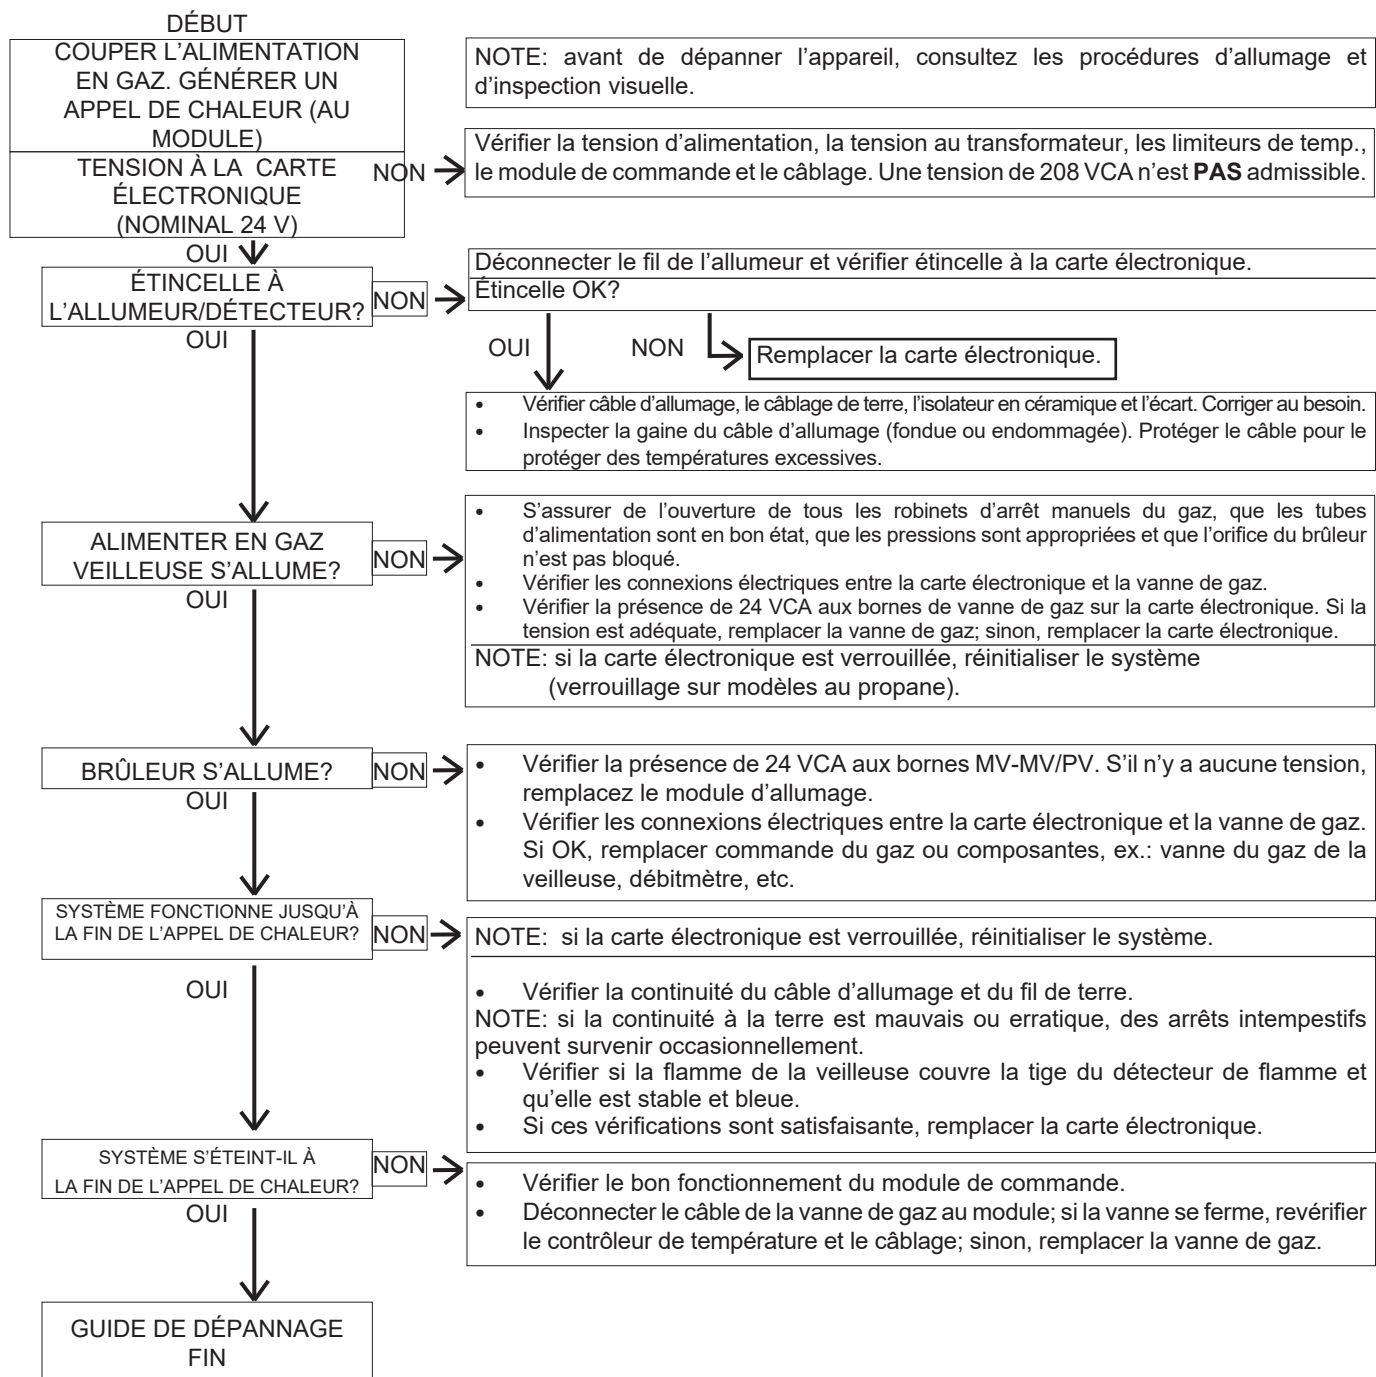 DÉBUT
COUPER L’ALIMENTATION
EN GAZ. GÉNÉRER UN
APPEL DE CHALEUR (AU
MODULE)
NOTE: avant de dépanner l’appareil, consultez les procédures d’allumage et
d’inspection visuelle.
TENSION À LA CARTE
ÉLECTRONIQUE
(NOMINAL 24 V)
NON
Vérifier la tension d’alimentation, la tension au transformateur, les limiteurs de temp.,
le module de commande et le câblage. Une tension de 208 VCA n’est PAS admissible.
OUI
ÉTINCELLE À
L’ALLUMEUR/DÉTECTEUR?
NON
Déconnecter le fil de l’allumeur et vérifier étincelle à la carte électronique.
Étincelle OK?
OUI
OUI
NON
Remplacer la carte électronique.
• Vérifier câble d’allumage, le câblage de terre, l’isolateur en céramique et l’écart. Corriger au besoin.
• Inspecter la gaine du câble d’allumage (fondue ou endommagée). Protéger le câble pour le
protéger des températures excessives.
ALIMENTER EN GAZ
VEILLEUSE S’ALLUME?
NON
• S’assurer de l’ouverture de tous les robinets d’arrêt manuels du gaz, que les tubes
d’alimentation sont en bon état, que les pressions sont appropriées et que l’orifice du brûleur
n’est pas bloqué.
• Vérifier les connexions électriques entre la carte électronique et la vanne de gaz.
• Vérifier la présence de 24 VCA aux bornes de vanne de gaz sur la carte électronique. Si la
tension est adéquate, remplacer la vanne de gaz; sinon, remplacer la carte électronique.
NOTE: si la carte électronique est verrouillée, réinitialiser le système
(verrouillage sur modèles au propane).
OUI
BRÛLEUR S’ALLUME?
NON
• Vérifier la présence de 24 VCA aux bornes MV-MV/PV. S’il n’y a aucune tension,
remplacez le module d’allumage.
• Vérifier les connexions électriques entre la carte électronique et la vanne de gaz.
Si OK, remplacer commande du gaz ou composantes, ex.: vanne du gaz de la
veilleuse, débitmètre, etc.
OUI
SYSTÈME FONCTIONNE JUSQU’À
LA FIN DE L’APPEL DE CHALEUR?
NON
NOTE: si la carte électronique est verrouillée, réinitialiser le système.
• Vérifier la continuité du câble d’allumage et du fil de terre.
NOTE: si la continuité à la terre est mauvais ou erratique, des arrêts intempestifs
peuvent survenir occasionnellement.
• Vérifier si la flamme de la veilleuse couvre la tige du détecteur de flamme et
qu’elle est stable et bleue.
• Si ces vérifications sont satisfaisante, remplacer la carte électronique.
OUI
SYSTÈME S’ÉTEINT-IL À
LA FIN DE L’APPEL DE CHALEUR?
NON
• Vérifier le bon fonctionnement du module de commande.
• Déconnecter le câble de la vanne de gaz au module; si la vanne se ferme, revérifier
le contrôleur de température et le câblage; sinon, remplacer la vanne de gaz.
OUI
GUIDE DE DÉPANNAGE
FIN